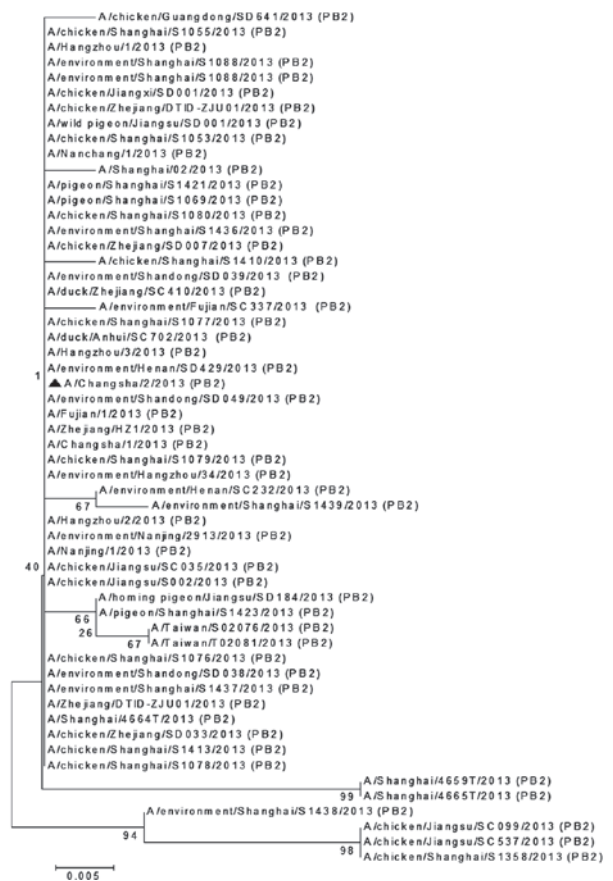 A/chicken/Guangdong/SD641/2013 (PB2)
A/chicken/Shanghai/S1055/2013 (PB2)
A/Hangzhou/1/2013 (PB2)
A/environment/Shanghai/S1088/2013 (PB2)
A/environment/Shanghai/S1088/2013 (PB2)
A/chicken/Jiangxi/SD001/2013 (PB2)
A/chicken/Zhejiang/DTID-ZJU01/2013 (PB2)
A/wild pigeon/Jiangsu/SD001/2013 (PB2)
A/chicken/Shanghai/S1053/2013 (PB2)
A/Nanchang/1/2013 (PB2)
A/Shanghai/02/2013 (PB2)
A/pigeon/Shanghai/S1421/2013 (PB2)
A/pigeon/Shanghai/S1069/2013 (PB2)
A/chicken/Shanghai/S1080/2013 (PB2)
A/environment/Shanghai/S1436/2013 (PB2)
A/chicken/Zhejiang/SD007/2013 (PB2)
A/chicken/Shanghai/S1410/2013 (PB2)
A/environment/Shandong/SD039/2013 (PB2)
A/duck/Zhejiang/SC410/2013 (PB2)
A/environment/Fujian/SC337/2013 (PB2)
A/chicken/Shanghai/S1077/2013 (PB2)
A/duck/Anhui/SC702/2013 (PB2)
A/Hangzhou/3/2013 (PB2)
A/environment/Henan/SD429/2013 (PB2)
1
A/Changsha/2/2013 (PB2)
A/environment/Shandong/SD049/2013 (PB2)
A/Fujian/1/2013 (PB2)
A/Zhejiang/HZ1/2013 (PB2)
A/Changsha/1/2013 (PB2)
A/chicken/Shanghai/S1079/2013 (PB2)
A/environment/Hangzhou/34/2013 (PB2)
A/environment/Henan/SC232/2013 (PB2)
67
A/environment/Shanghai/S1439/2013 (PB2)
A/Hangzhou/2/2013 (PB2)
A/environment/Nanjing/2913/2013 (PB2)
A/Nanjing/1/2013 (PB2)
40
A/chicken/Jiangsu/SC035/2013 (PB2)
A/chicken/Jiangsu/S002/2013 (PB2)
A/homing pigeon/Jiangsu/SD184/2013 (PB2)
66
A/pigeon/Shanghai/S1423/2013 (PB2)
26
A/Taiwan/S02076/2013 (PB2)
67
A/Taiwan/T02081/2013 (PB2)
A/chicken/Shanghai/S1076/2013 (PB2)
A/environment/Shandong/SD038/2013 (PB2)
A/environment/Shanghai/S1437/2013 (PB2)
A/Zhejiang/DTID-ZJU01/2013 (PB2)
A/Shanghai/4664T/2013 (PB2)
A/chicken/Zhejiang/SD033/2013 (PB2)
A/chicken/Shanghai/S1413/2013 (PB2)
A/chicken/Shanghai/S1078/2013 (PB2)
A/Shanghai/4659T/2013 (PB2)
99
A/Shanghai/4665T/2013 (PB2)
A/environment/Shanghai/S1438/2013 (PB2)
94
A/chicken/Jiangsu/SC099/2013 (PB2)
A/chicken/Jiangsu/SC537/2013 (PB2)
98
A/chicken/Shanghai/S1358/2013 (PB2)
0.005